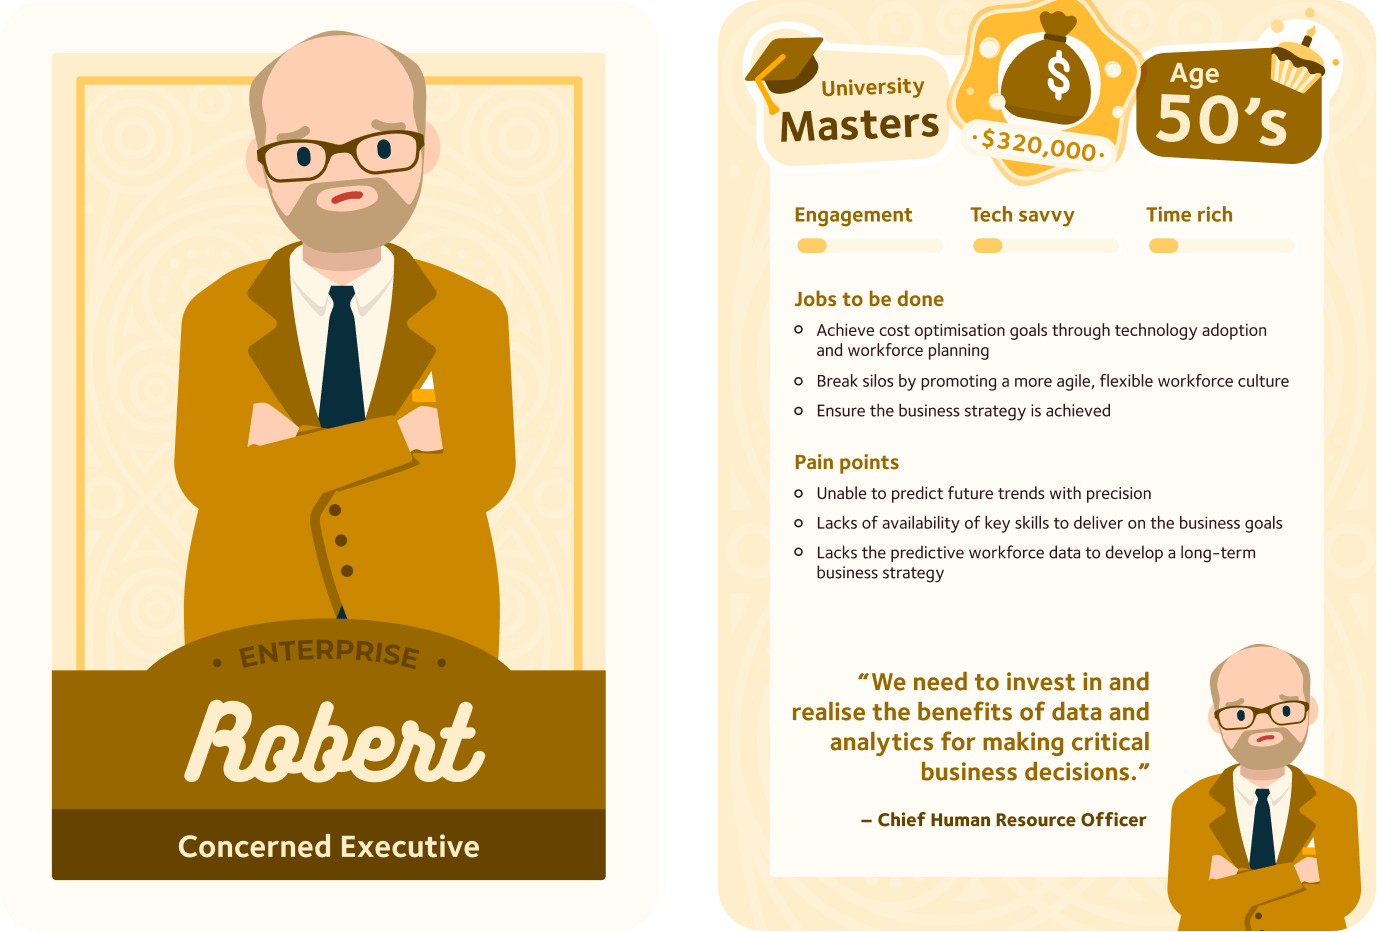 · ENTERPRISE ·
Robert
Concerned Executive
University
Masters
$
·$320,000·
Age
50’s
Engagement
Tech savvy
Time rich
Jobs to be done
Achieve cost optimisation goals through technology adoption
and workforce planning
Break silos by promoting a more agile, flexible workforce culture
Ensure the business strategy is achieved
Pain points
Unable to predict future trends with precision
Lacks of availability of key skills to deliver on the business goals
Lacks the predictive workforce data to develop a long-term
business strategy
“We need to invest in and
realise the benefits of data and
analytics for making critical
business decisions.”
– Chief Human Resource Officer